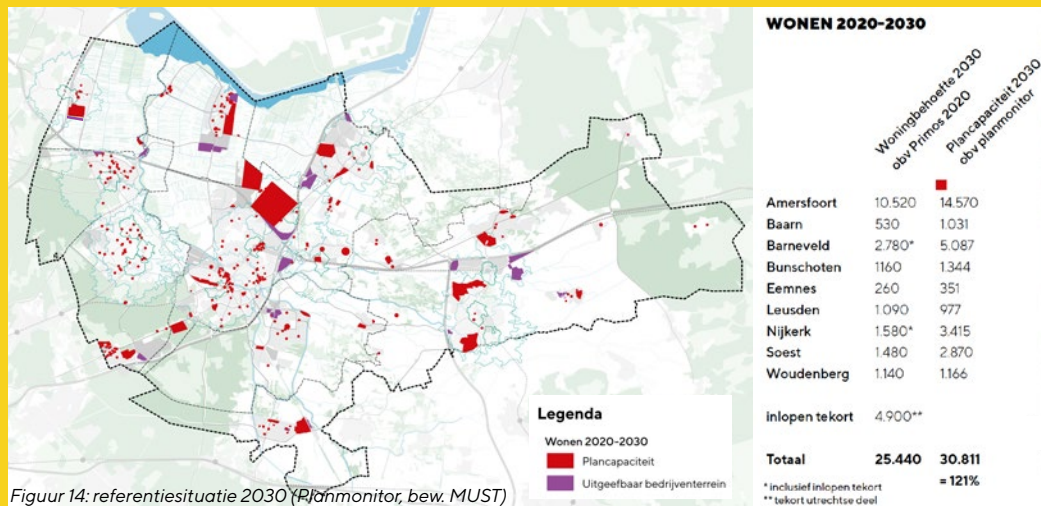 WONEN 2020-2030
Woningbehoefte 2030
obv Primos 2020
Plancapaciteit 2030
obv planmonitor
Amersfoort 10.520 14.570
Baarn 530 1.031
Barneveld 2.780* 5.087
Bunschoten 1160 1.344
Eemnes 260 351
Leusden 1.090 977
Nijkerk 1.580* 3.415
Soest 1.480 2.870
Woudenberg 1.140 1.166
inlopen tekort 4.900**
Totaal 25.440 30.811
= 121%
* inclusief inlopen tekort
** tekort utrechtse deel
Legenda
Wonen 2020-2030
Plancapaciteit
Uitgeefbaar bedrijventerrein
Figuur 14: referentiesituatie 2030 (Planmonitor, bew. MUST)